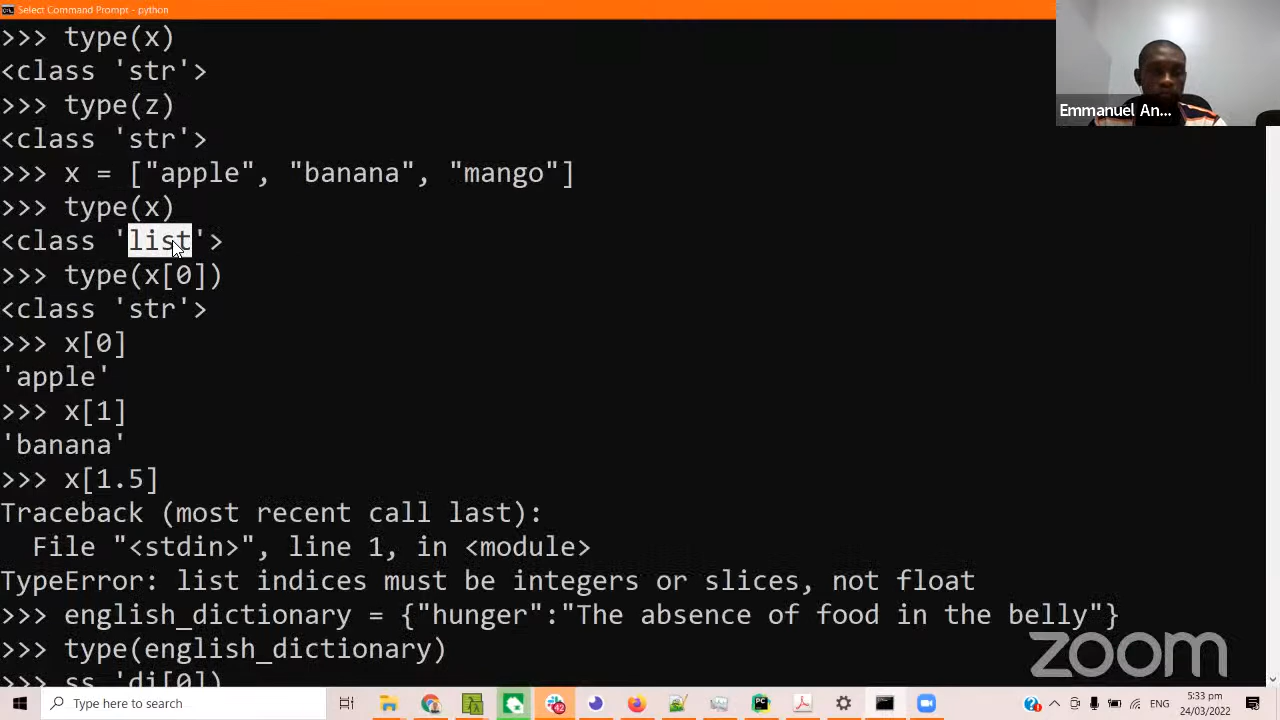 Select Command Prompt - python
>>> type(x)
<class 'str'>
>>> type(z)
<class 'str'>
>>> x = ["apple", "banana", "mango"]
>>> type(x)
<class 'list'>
>>> type(x[0])
<class 'str'>
>>> x[0]
'apple'
>>> x[1]
'banana'
>>> x[1.5]
Traceback (most recent call last):
  File "<stdin>", line 1, in <module>
TypeError: list indices must be integers or slices, not float
>>> english_dictionary = {"hunger":"The absence of food in the belly"}
>>> type(english_dictionary)
>>> ss 'di[0])
Emmanuel An...
zoom
Type here to search
ENG
5:33 pm
24/03/2022